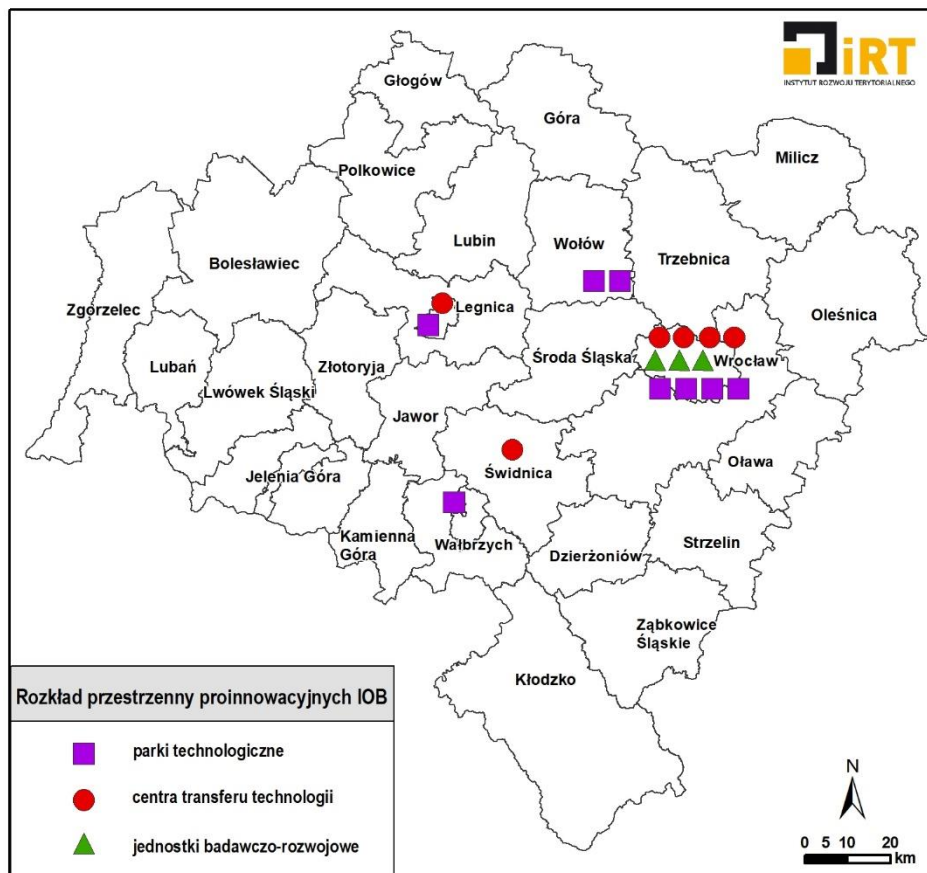 iRT
INSTYTUT ROZWOJU TERYTORIALNEGO
Głogów
Góra
Milicz
Polkowice
Lubin
Wołów
Trzebnica
Bolesławiec
Zgorzelec
Legnica
Oleśnica
Lubań
Złotoryja
Środa Śląska
Wrocław
Lwówek Śląski
Jawor
Jelenia Góra
Świdnica
Oława
Kamienna
Góra
Wałbrzych
Dzierżoniów
Strzelin
Ząbkowice
Śląskie
Kłodzko
Rozkład przestrzenny proinnowacyjnych IOB
parki technologiczne
centra transferu technologii
jednostki badawczo-rozwojowe
N
0 5 10 20
km